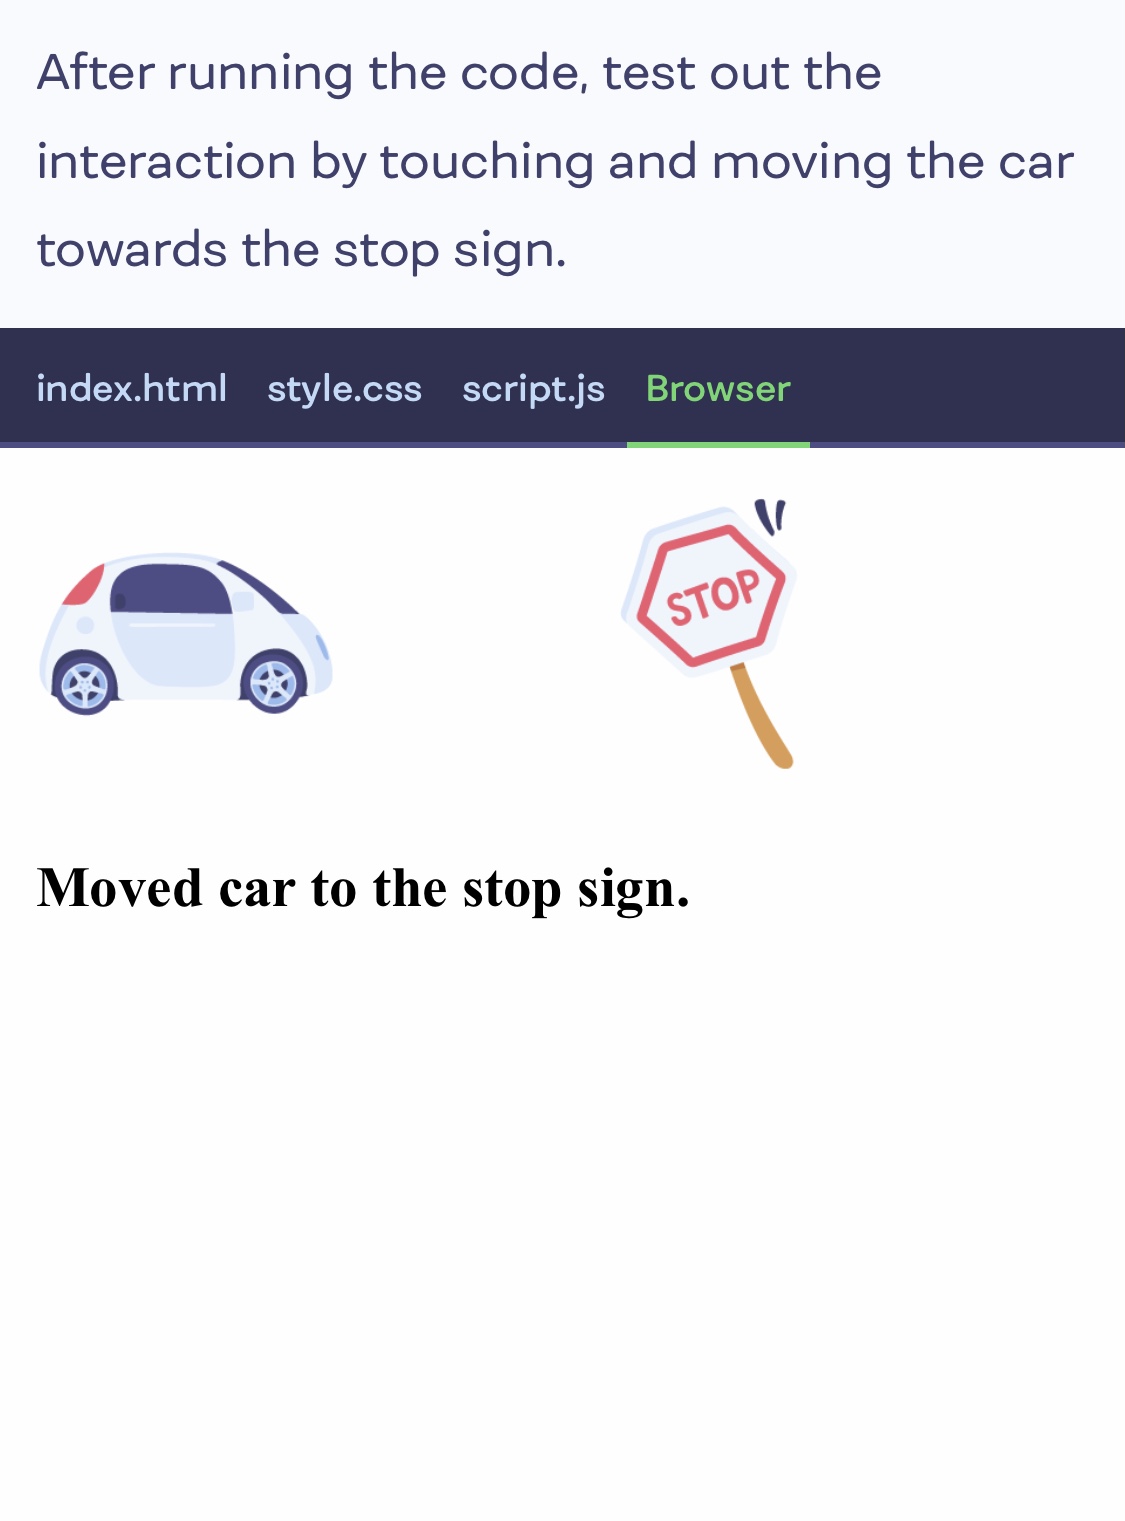 After running the code, test out the
interaction by touching and moving the car
towards the stop sign.
index.html style.css script.js Browser
STOP
Moved car to the stop sign.